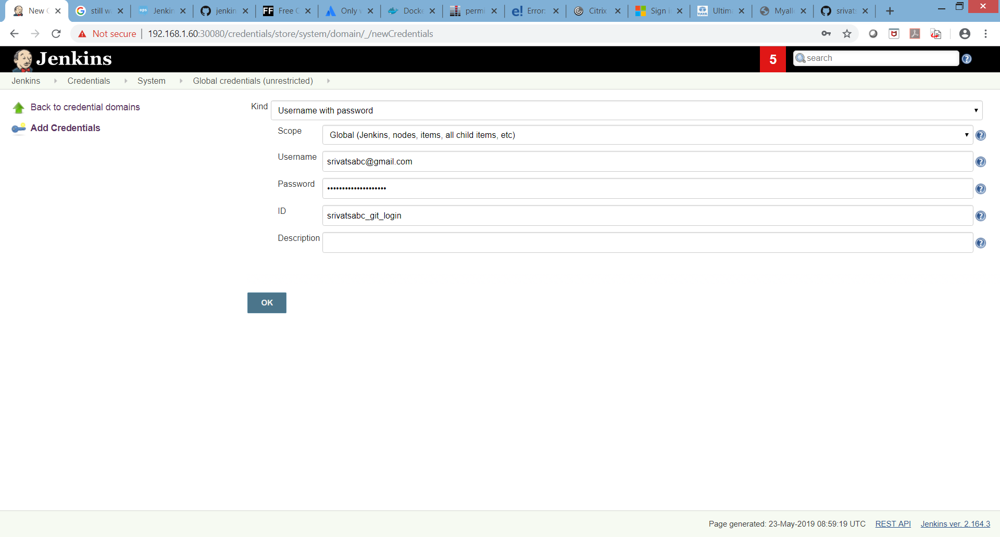 New C
still w
ops Jenkin
jenkin
FF Free C
Only v
Docke
permi
e! Error:
Citrix
Sign i
TATA Ultim
Myall
srivat
Not secure 192.168.1.60:30080/credentials/store/system/domain/_/newCredentials
Jenkins 5 search
Jenkins Credentials System Global credentials (unrestricted)
Back to credential domains
Add Credentials
Kind Username with password
Scope Global (Jenkins, nodes, items, all child items, etc)
Username srivatsabc@gmail.com
Password ••••••••••••••••••••
ID srivatsabc_git_login
Description
OK
Page generated: 23-May-2019 08:59:19 UTC REST API Jenkins ver. 2.164.3